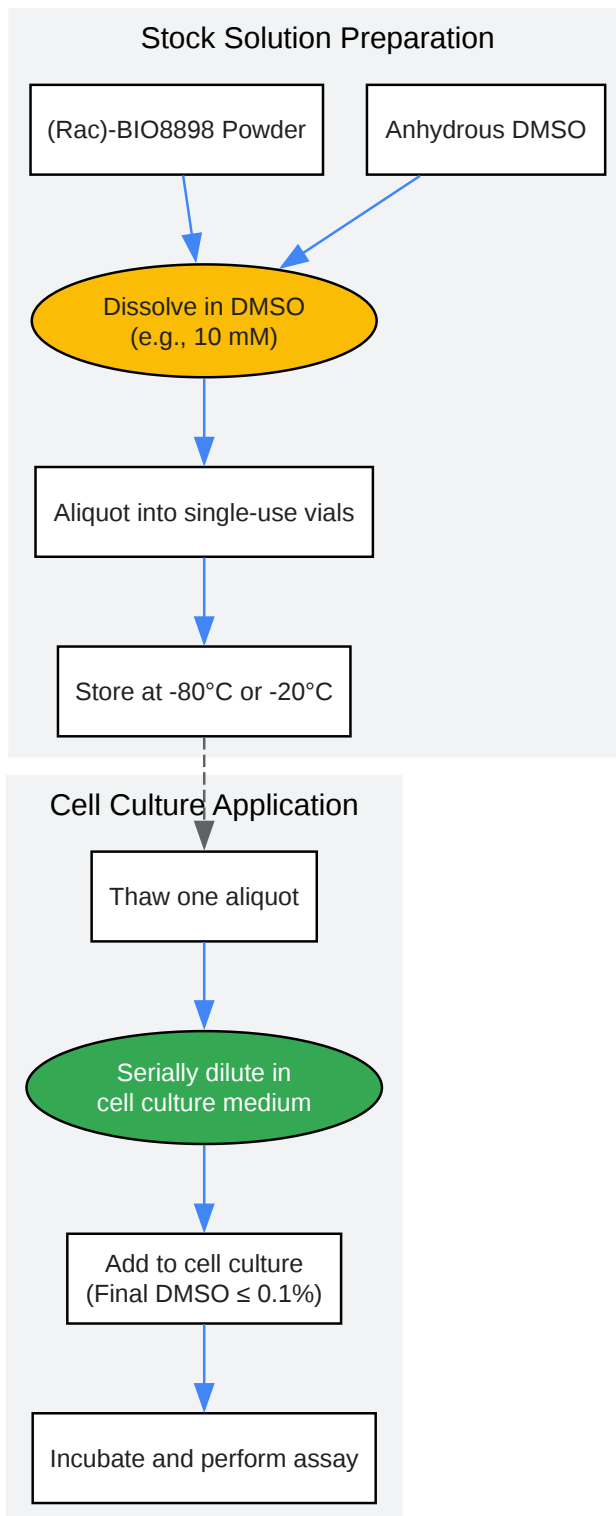 Stock Solution Preparation
(Rac)-BIO8898 Powder
Anhydrous DMSO
Dissolve in DMSO
(e.g., 10 mM)
Aliquot into single-use vials
Store at -80°C or -20°C
Cell Culture Application
Thaw one aliquot
Serially dilute in
cell culture medium
Add to cell culture
(Final DMSO ≤ 0.1%)
Incubate and perform assay